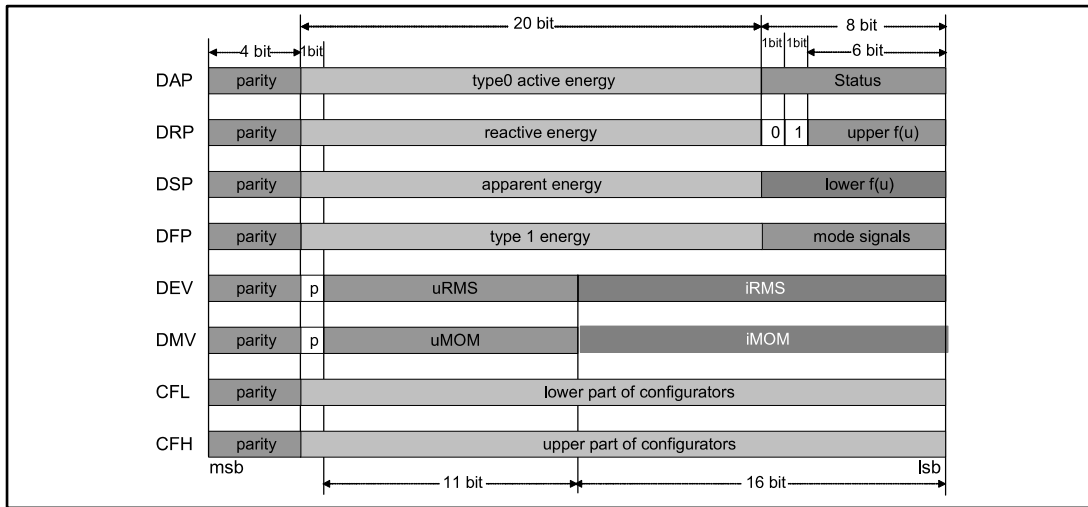 20 bit 8 bit
4 bit 1bit 1bit 1bit 6 bit
DAP parity type0 active energy Status
DRP parity reactive energy 0 1 upper f(u)
DSP parity apparent energy lower f(u)
DFP parity type 1 energy mode signals
DEV parity p uRMS iRMS
DMV parity p uMOM iMOM
CFL parity lower part of configurators
CFH parity upper part of configurators
msb lsb
11 bit 16 bit